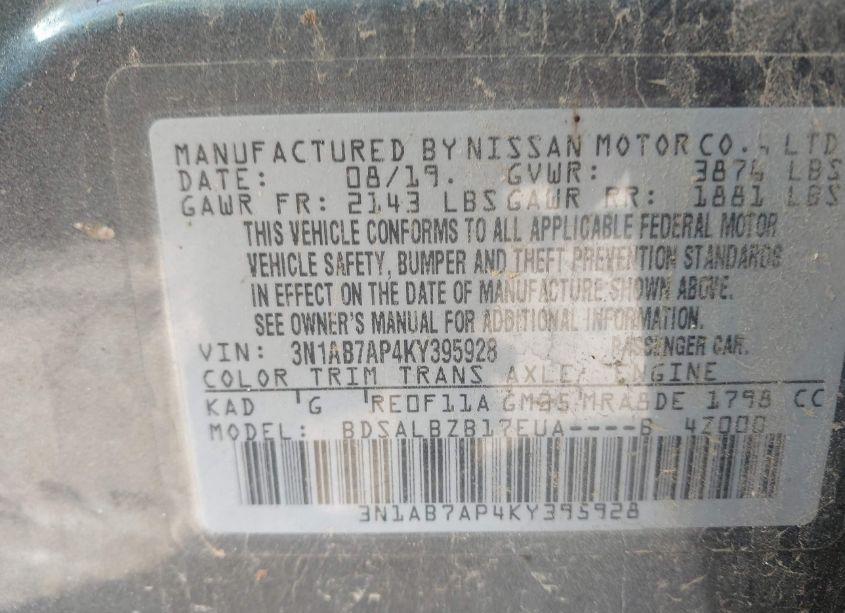 MANUFACTURED BY NISSAN MOTOR CO., LTD
DATE: 08/19. GVWR: 3876 LBS
GAWR FR: 2143 LBS GAWR RR: 1881 LBS
THIS VEHICLE CONFORMS TO ALL APPLICABLE FEDERAL MOTOR
VEHICLE SAFETY, BUMPER AND THEFT PREVENTION STANDARDS
IN EFFECT ON THE DATE OF MANUFACTURE SHOWN ABOVE.
SEE OWNER'S MANUAL FOR ADDITIONAL INFORMATION.
VIN: 3N1AB7AP4KY395928 PASSENGER CAR.
COLOR TRIM TRANS AXLE/ ENGINE
KAD G RE0F11A MRA8DE 1798 CC
MODEL: BDSALBZB17EUA----B 4Z000
3N1AB7AP4KY395928